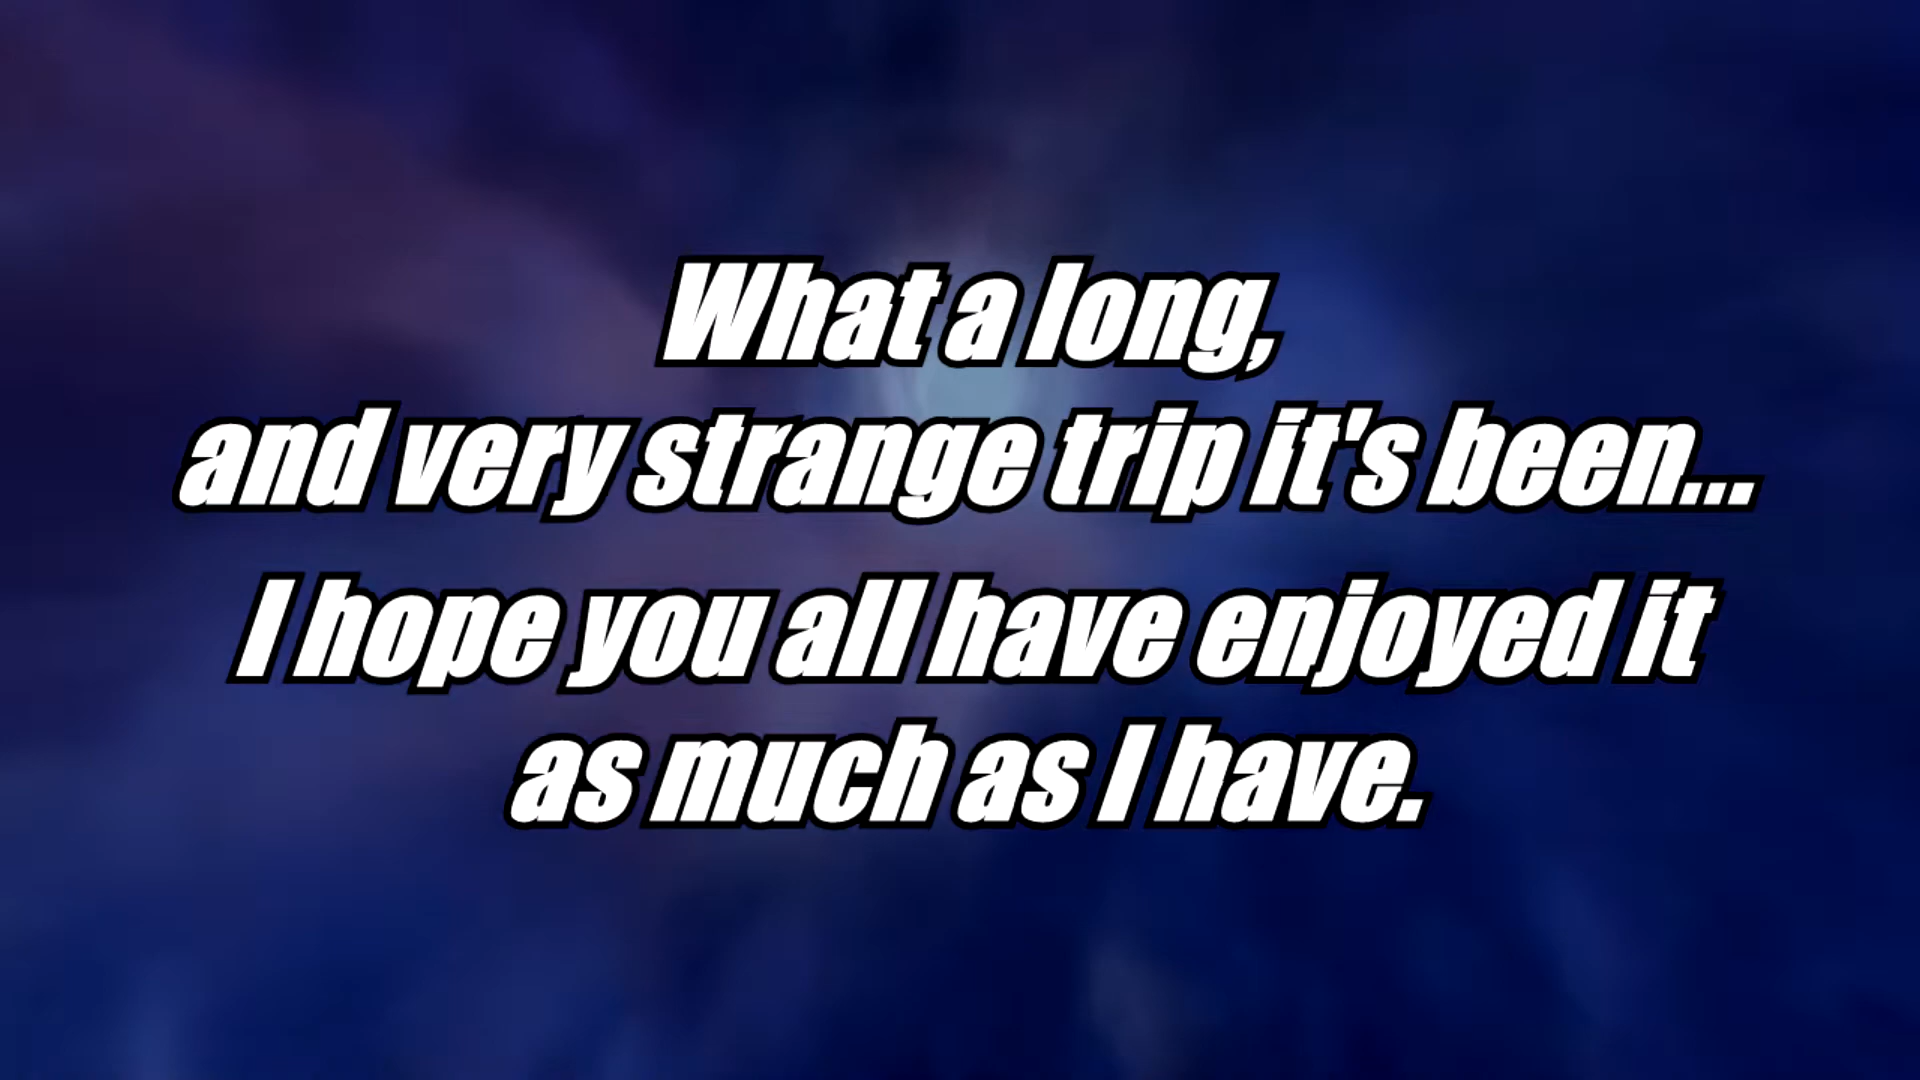 What a long,
and very strange trip it's been...
I hope you all have enjoyed it
as much as I have.